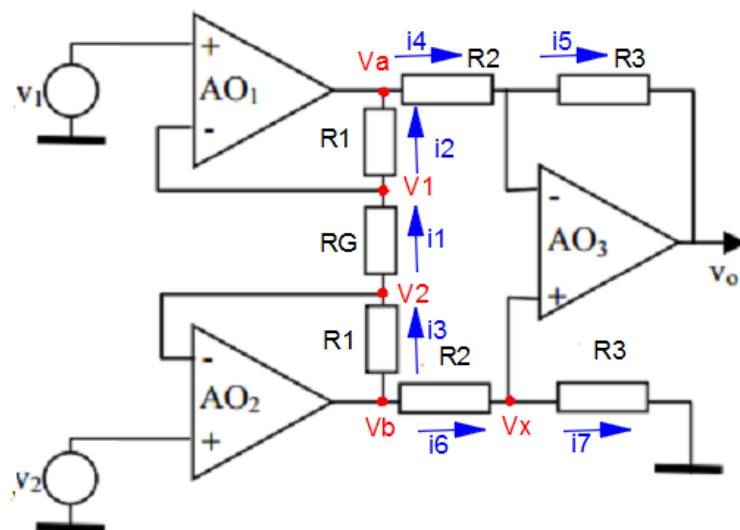 i4
i5
Va
R2
R3
+
v1
AO1
-
R1
i2
V1
RG
i1
-
AO3
+
vo
V2
R1
i3
R2
R3
-
AO2
+
Vb
i6
Vx
i7
v2